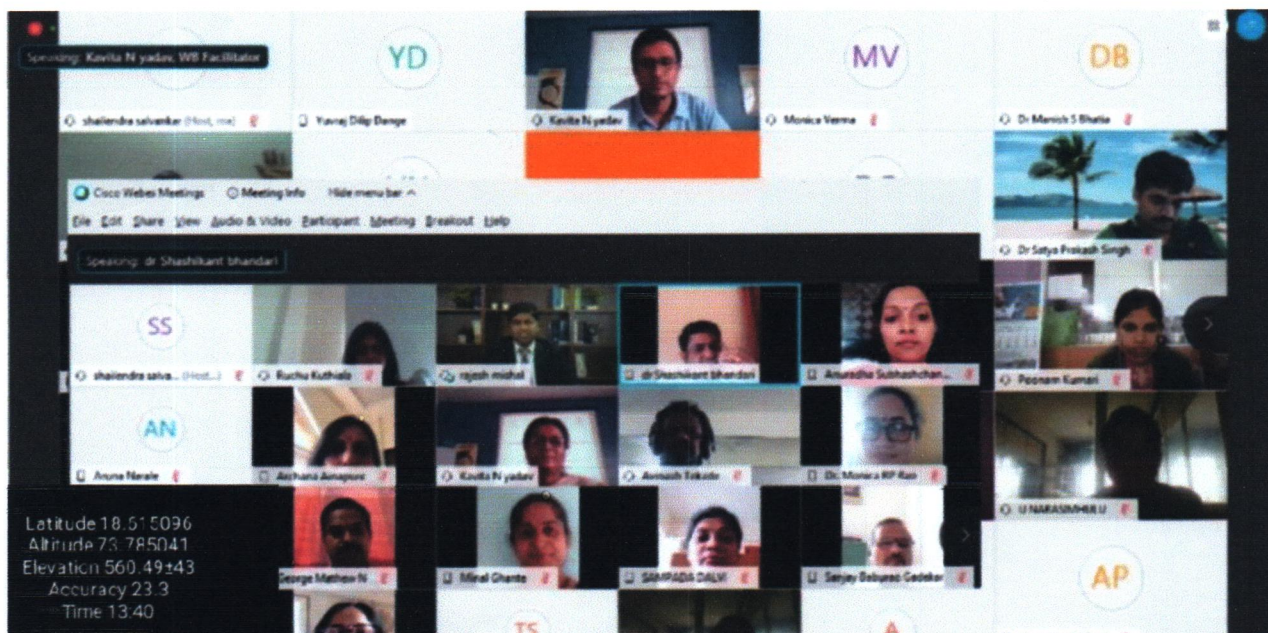 Speaking: Kavita N yadav, WB Facilitator
YD
MV
DB
shailendra salvankar (Host, me)
Yuvraj Dilip Dange
Kavita N yadav
Monica Verma
Dr Manish S Bhatia
Cisco Webex Meetings
Meeting Info
Hide menu bar
File Edit Share View Audio & Video Participant Meeting Breakout Help
Dr Satya Prakash Singh
Speaking: dr Shashikant bhandari
SS
shailendra salva... (Host...)
Ruchu Kuthiala
rajesh mishal
dr Shashikant bhandari
Anuradha Subhashchan...
Poonam Kumari
AN
Aruna Narale
Archana
Kavita N yadav
Avinash
Dr. Monica RP Rao
U NARASIMHULU
Latitude 18.515096
Altitude 73.785041
Elevation 560.49±43
Accuracy 23.3
Time 13:40
George Mathew N
Minal Ghante
SAMPADA DALVI
Sanjay Baburao Gadekar
AP
TS
A